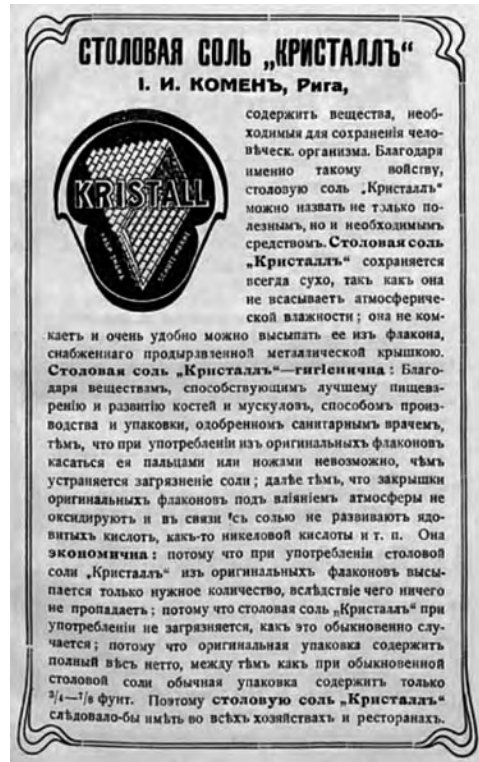 СТОЛОВАЯ СОЛЬ „КРИСТАЛЛЪ“
І. И. КОМЕНЪ, Рига,
KRISTALL
SCHUTZ-MARKE
содержитъ вещества, необ-
ходимыя для сохраненія чело-
вѣческ. организма. Благодаря
именно такому войству,
столовую соль „Кристаллъ“
можно назвать не только по-
лезнымъ, но и необходимымъ
средствомъ. Столовая соль
„Кристаллъ“ сохраняется
всегда сухо, такъ какъ она
не всасываетъ атмосфериче-
ской влажности; она не ком-
каетъ и очень удобно можно высыпать ее изъ флакона,
снабженнаго продыравленной металлической крышкою.
Столовая соль „Кристаллъ“—гигіенична: Благо-
даря веществамъ, способствующимъ лучшему пищева-
ренію и развитію костей и мускуловъ, способомъ произ-
водства и упаковки, одобренномъ санитарнымъ врачемъ,
тѣмъ, что при употребленіи изъ оригинальныхъ флаконовъ
касаться ея пальцами или ножами невозможно, чѣмъ
устраняется загрязненіе соли; далѣе тѣмъ, что закрышки
оригинальныхъ флаконовъ подъ вліяніемъ атмосферы не
оксидируютъ и въ связи съ солью не развиваютъ ядо-
витыхъ кислотъ, какъ-то никеловой кислоты и т. п. Она
экономична: потому что при употребленіи столовой
соли „Кристаллъ“ изъ оригинальныхъ флаконовъ высы-
пается только нужное количество, вслѣдствіе чего ничего
не пропадаетъ; потому что столовая соль „Кристаллъ“ при
употребленіи не загрязняется, какъ это обыкновенно слу-
чается; потому что оригинальная упаковка содержитъ
полный вѣсъ нетто, между тѣмъ какъ при обыкновенной
столовой соли обычная упаковка содержитъ только
³/₄—⁷/₈ фунт. Поэтому столовую соль „Кристаллъ“
слѣдовало-бы имѣть во всѣхъ хозяйствахъ и ресторанахъ.